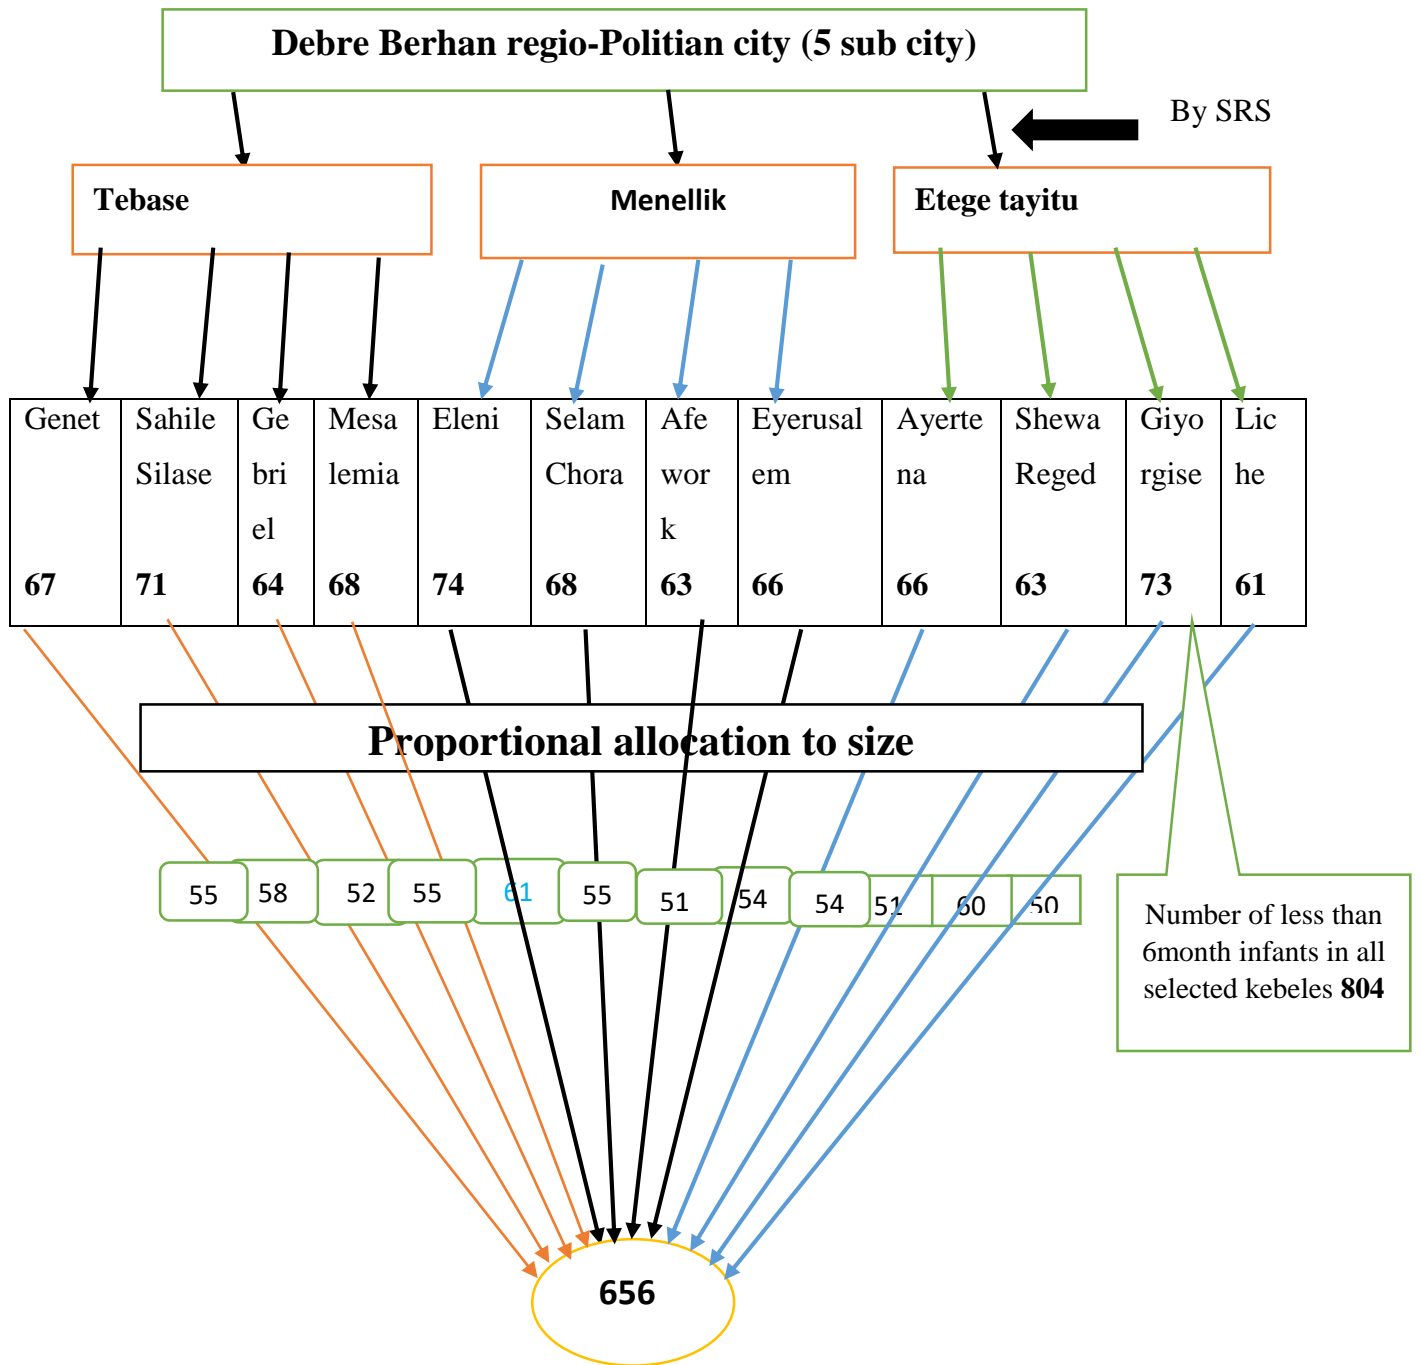 Debre Berhan regio-Politian city (5 sub city)
By SRS
Tebase
Menellik
Etege tayitu
Genet
67
Sahile
Silase
71
Ge
bri
el
64
Mesa
lemia
68
Eleni
74
Selam
Chora
68
Afe
wor
k
63
Eyerusal
em
66
Ayerte
na
66
Shewa
Reged
63
Giyo
rgise
73
Lic
he
61
Proportional allocation to size
55
58
52
55
61
55
51
54
54
51
60
50
Number of less than
6month infants in all
selected kebeles 804
656